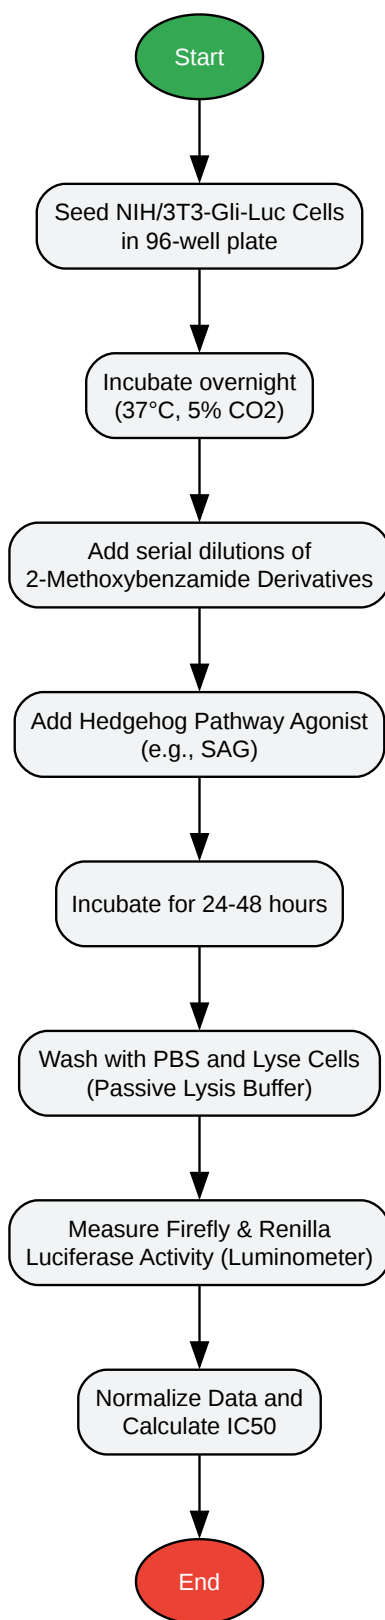 Start
Seed NIH/3T3-Gli-Luc Cells
in 96-well plate
Incubate overnight
(37°C, 5% CO2)
Add serial dilutions of
2-Methoxybenzamide Derivatives
Add Hedgehog Pathway Agonist
(e.g., SAG)
Incubate for 24-48 hours
Wash with PBS and Lyse Cells
(Passive Lysis Buffer)
Measure Firefly & Renilla
Luciferase Activity (Luminometer)
Normalize Data and
Calculate IC50
End